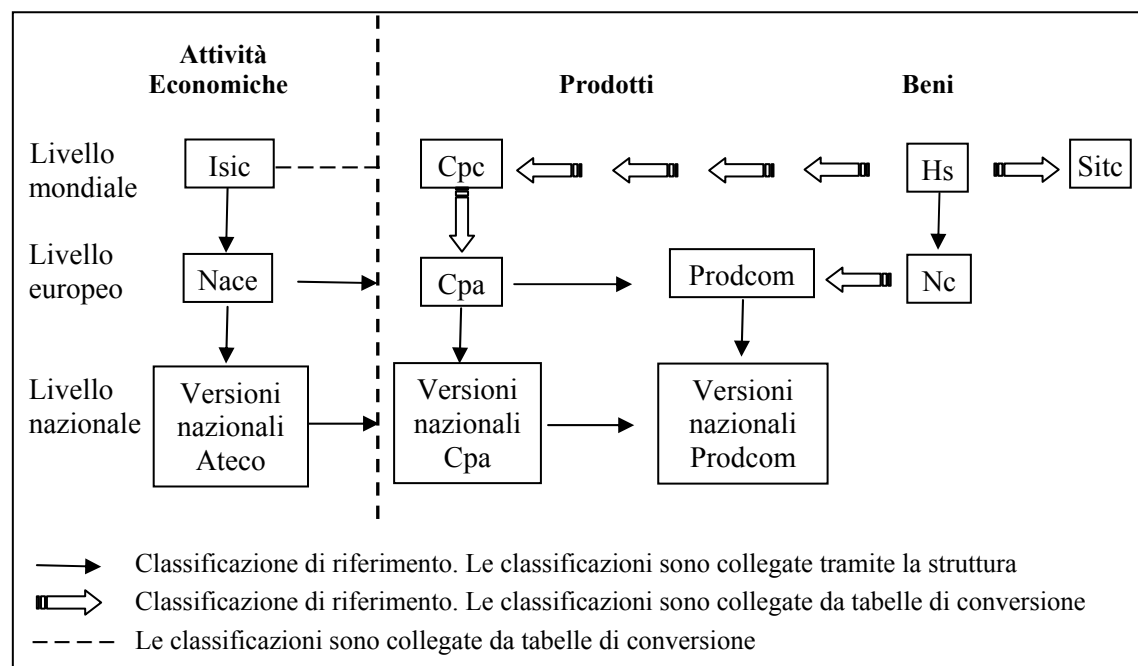 Attività
Economiche
Prodotti
Beni
Livello
mondiale
Isic
Cpc
Hs
Sitc
Livello
europeo
Nace
Cpa
Prodcom
Nc
Livello
nazionale
Versioni
nazionali
Ateco
Versioni
nazionali
Cpa
Versioni
nazionali
Prodcom
Classificazione di riferimento. Le classificazioni sono collegate tramite la struttura
Classificazione di riferimento. Le classificazioni sono collegate da tabelle di conversione
Le classificazioni sono collegate da tabelle di conversione